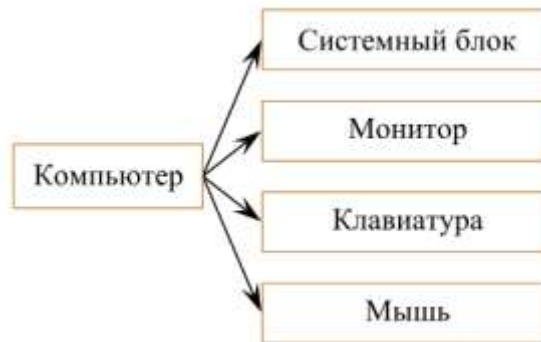 Системный блок
Монитор
Компьютер
Клавиатура
Мышь